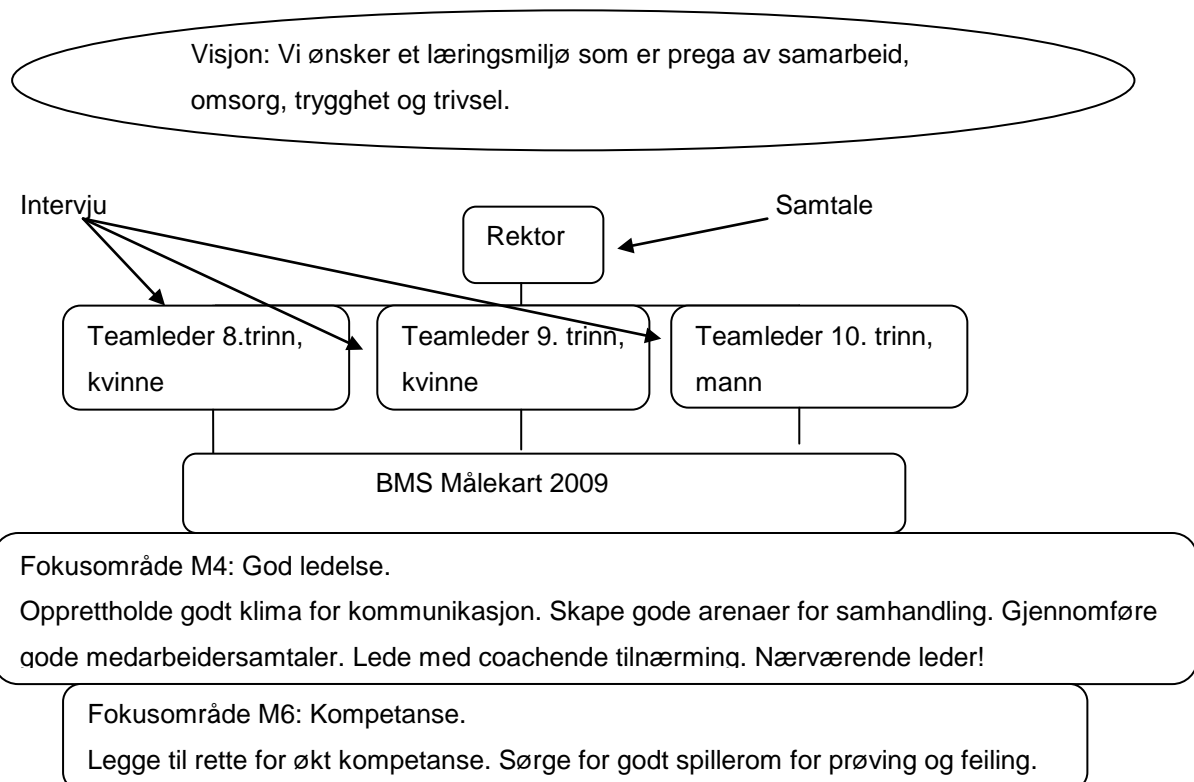 Visjon: Vi ønsker et læringsmiljø som er prega av samarbeid,
omsorg, trygghet og trivsel.
Intervju
Samtale
Rektor
Teamleder 8.trinn,
kvinne
Teamleder 9. trinn,
kvinne
Teamleder 10. trinn,
mann
BMS Målekart 2009
Fokusområde M4: God ledelse.
Opprettholde godt klima for kommunikasjon. Skape gode arenaer for samhandling. Gjennomføre
gode medarbeidersamtaler. Lede med coachende tilnærming. Nærværende leder!
Fokusområde M6: Kompetanse.
Legge til rette for økt kompetanse. Sørge for godt spillerom for prøving og feiling.